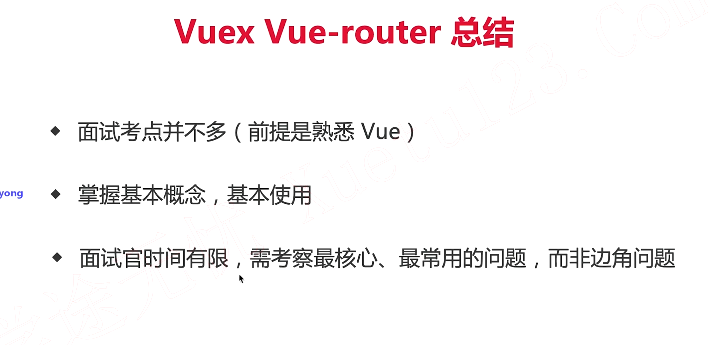 Vuex Vue-router 总结
面试考点并不多（前提是熟悉 Vue）
yong
掌握基本概念，基本使用
面试官时间有限，需考察最核心、最常用的问题，而非边角问题